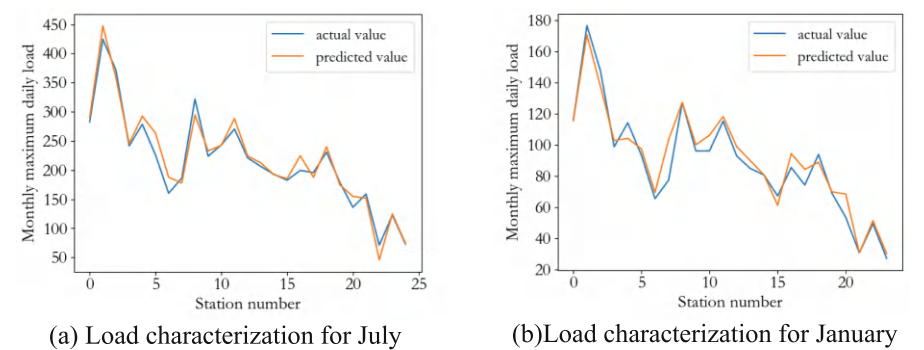 450
400
350
300
250
200
150
100
50
Monthly maximum daily load
actual value
predicted value
0 5 10 15 20 25
Station number
(a) Load characterization for July
180
160
140
120
100
80
60
40
20
Monthly maximum daily load
actual value
predicted value
0 5 10 15 20
Station number
(b)Load characterization for January